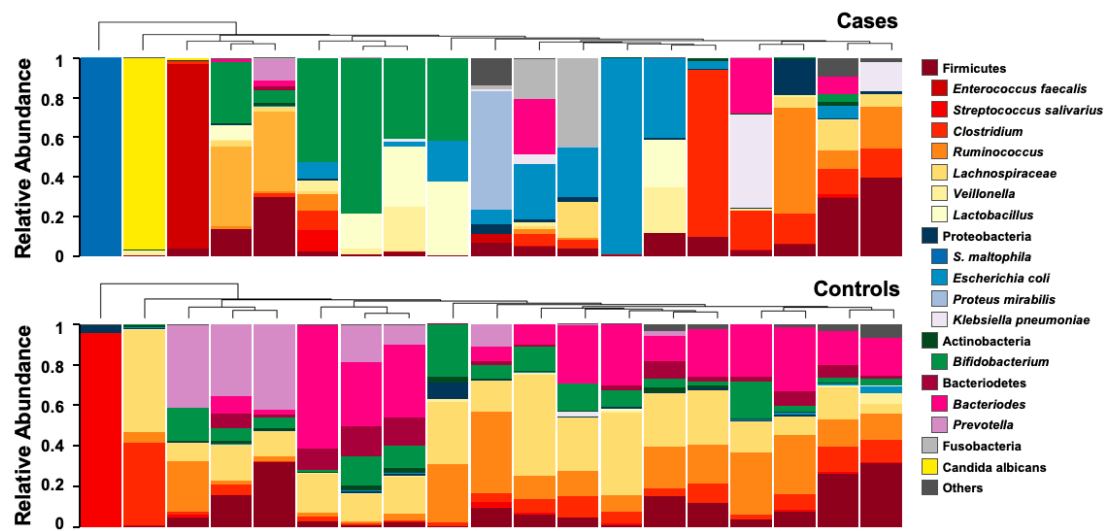 Cases
Relative Abundance
1
0.8
0.6
0.4
0.2
0
Controls
Relative Abundance
1
0.8
0.6
0.4
0.2
0
Firmicutes
Enterococcus faecalis
Streptococcus salivarius
Clostridium
Ruminococcus
Lachnospiraceae
Veillonella
Lactobacillus
Proteobacteria
S. maltophila
Escherichia coli
Proteus mirabilis
Klebsiella pneumoniae
Actinobacteria
Bifidobacterium
Bacteriodetes
Bacteriodes
Prevotella
Fusobacteria
Candida albicans
Others